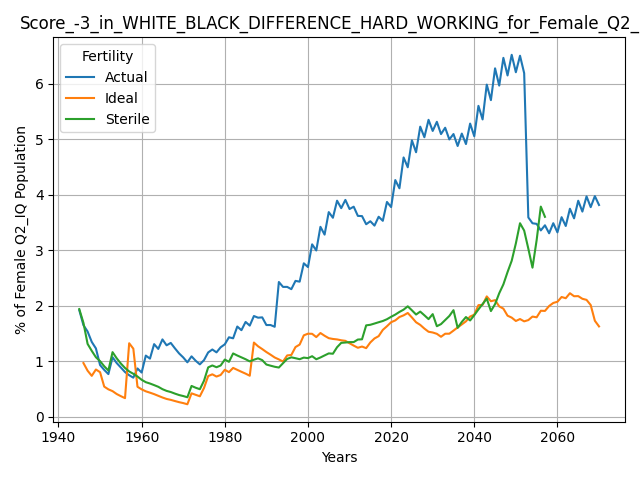 Score_-3_in_WHITE_BLACK_DIFFERENCE_HARD_WORKING_for_Female_Q2_
Fertility
Actual
Ideal
Sterile
% of Female Q2_IQ Population
6
5
4
3
2
1
0
1940 1960 1980 2000 2020 2040 2060
Years